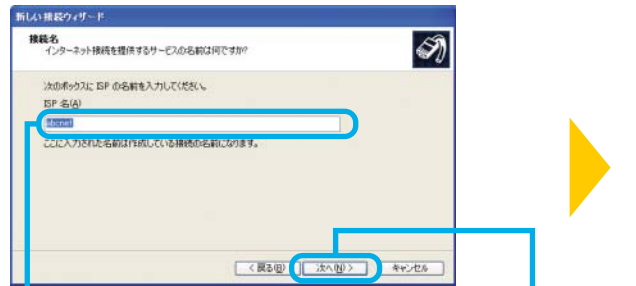 新しい接続ウィザード
接続名
インターネット接続を提供するサービスの名前は何ですか?
次のボックスに ISP の名前を入力してください。
ISP 名(A)
abcnet
ここに入力された名前は作成している接続の名前になります。
< 戻る(B)
次へ(N) >
キャンセル